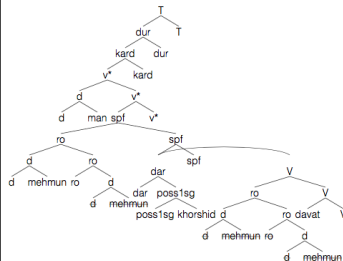 T
dur T
kard dur
v* kard
d v*
d man spf v*
ro spf
d ro dar spf V
d mehmun ro d dar poss1sg ro V
d mehmun poss1sg khorshid d ro davat V
d mehmun ro d
d mehmun